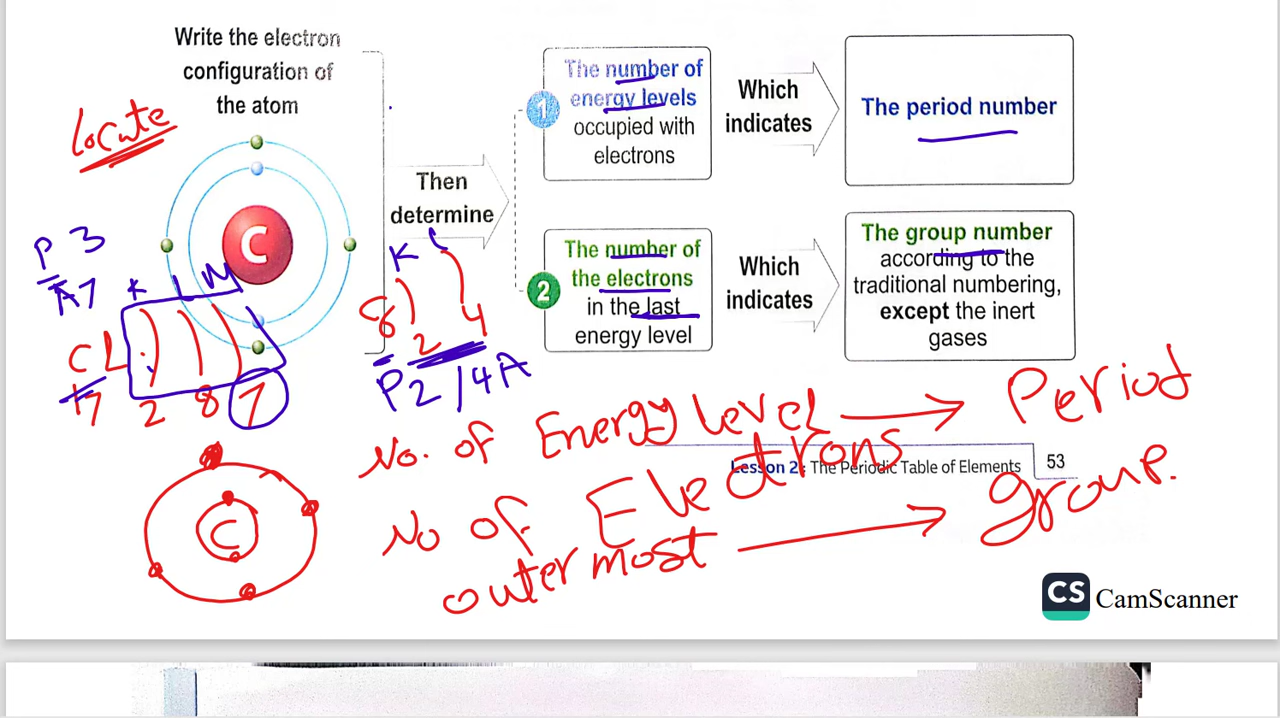 Write the electron
configuration of
the atom
Locate
C
Then
determine
1
The number of
energy levels
occupied with
electrons
Which
indicates
The period number
2
The number of
the electrons
in the last
energy level
Which
indicates
The group number
according to the
traditional numbering,
except the inert
gases
P 3
A7
K L M
CL
17 2 8 7
K L
8 2 4
P2 / 4A
No. of Energy Level → Period
Lesson 2: The Periodic Table of Elements 53
No of Electrons
outermost → group.
C
CS CamScanner